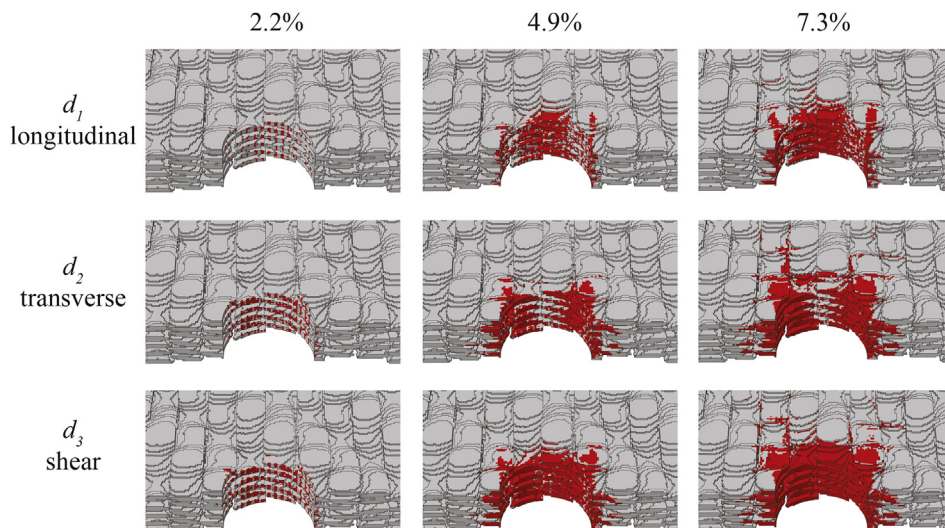 2.2% 4.9% 7.3%
d₁
longitudinal
d₂
transverse
d₃
shear